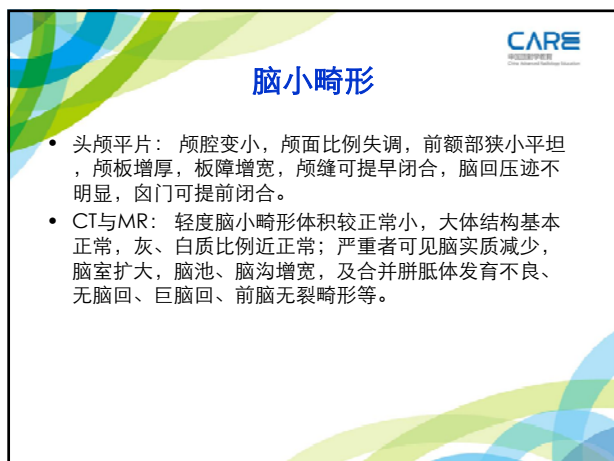 CARE
China Advanced Radiology Education
脑小畸形
• 头颅平片： 颅腔变小，颅面比例失调，前额部狭小平坦
，颅板增厚，板障增宽，颅缝可提早闭合，脑回压迹不
明显，囟门可提前闭合。
• CT与MR： 轻度脑小畸形体积较正常小，大体结构基本
正常，灰、白质比例近正常；严重者可见脑实质减少，
脑室扩大，脑池、脑沟增宽，及合并胼胝体发育不良、
无脑回、巨脑回、前脑无裂畸形等。